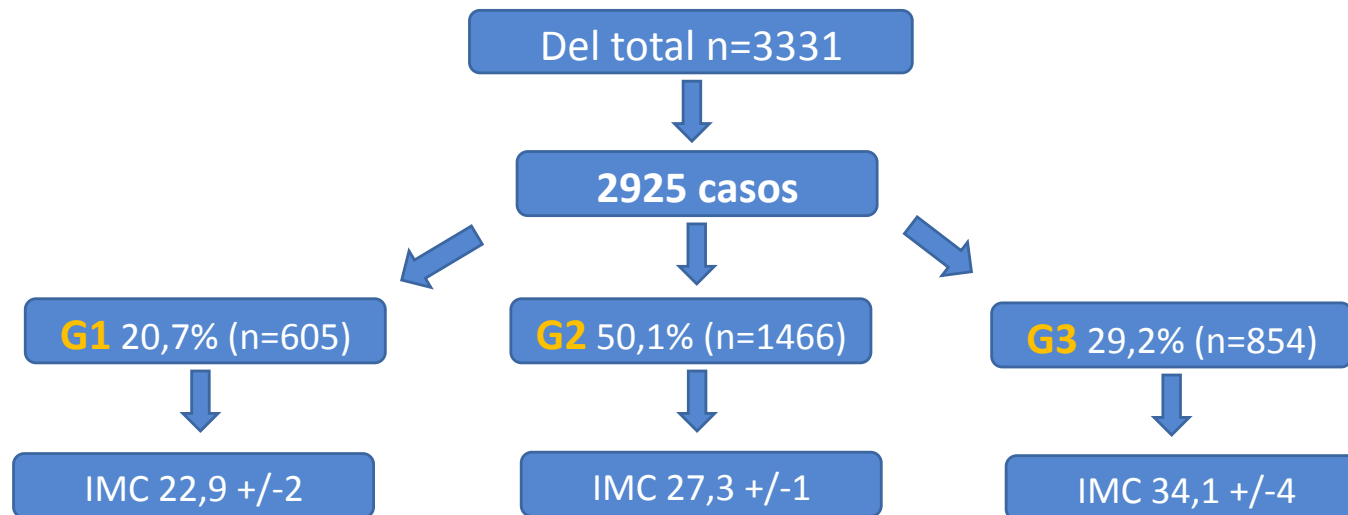 Del total n=3331
2925 casos
G1 20,7% (n=605)
G2 50,1% (n=1466)
G3 29,2% (n=854)
IMC 22,9 +/-2
IMC 27,3 +/-1
IMC 34,1 +/-4